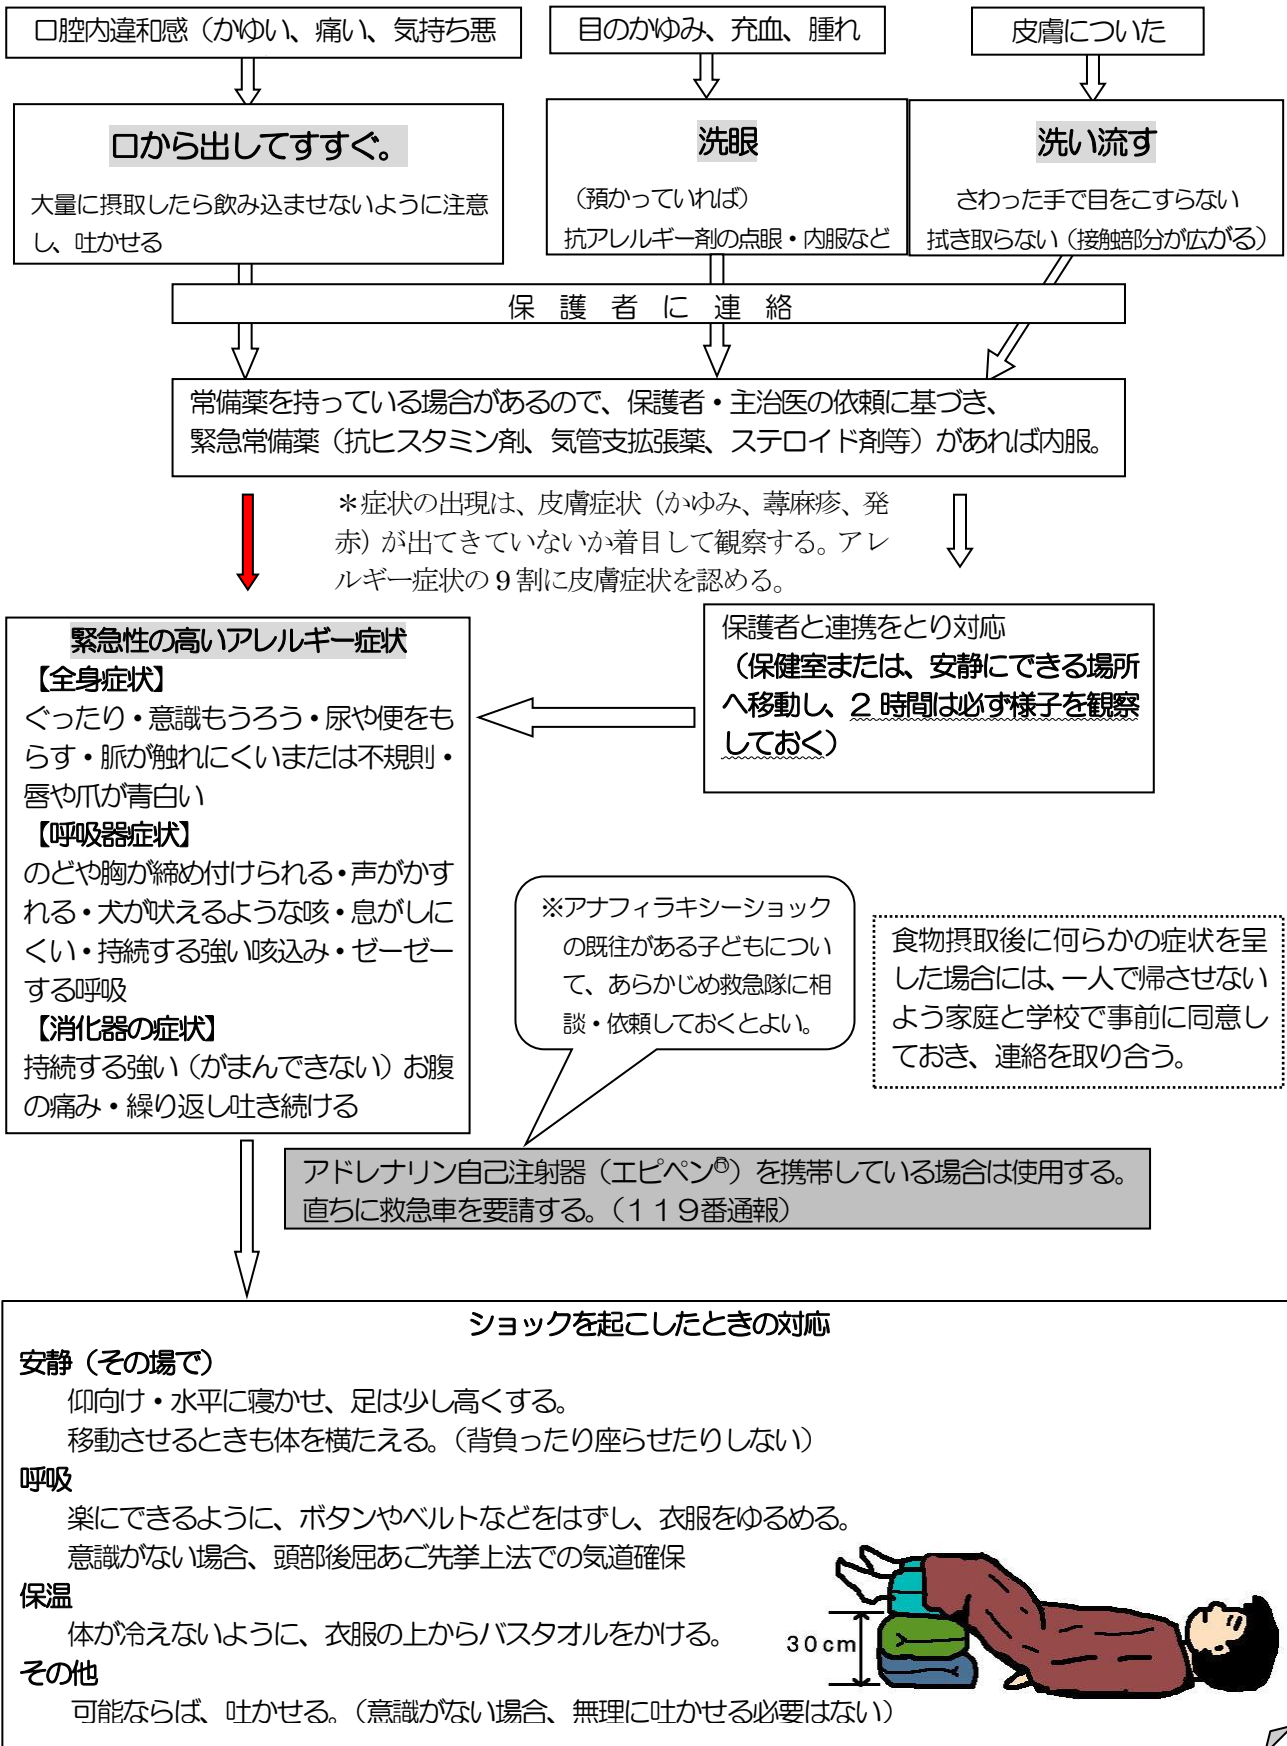 口腔内違和感（かゆい、痛い、気持ち悪
目のかゆみ、充血、腫れ
皮膚についた
口から出してすすぐ。
大量に摂取したら飲み込ませないように注意
し、吐かせる
洗眼
（預かっていれば）
抗アレルギー剤の点眼・内服など
洗い流す
さわった手で目をこすらない
拭き取らない（接触部分が広がる）
保護者に連絡
常備薬を持っている場合があるので、保護者・主治医の依頼に基づき、
緊急常備薬（抗ヒスタミン剤、気管支拡張薬、ステロイド剤等）があれば内服。
＊症状の出現は、皮膚症状（かゆみ、蕁麻疹、発
赤）が出てきていないか着目して観察する。アレ
ルギー症状の９割に皮膚症状を認める。
緊急性の高いアレルギー症状
【全身症状】
ぐったり・意識もうろう・尿や便をも
らす・脈が触れにくいまたは不規則・
唇や爪が青白い
【呼吸器症状】
のどや胸が締め付けられる・声がかす
れる・犬が吠えるような咳・息がしに
くい・持続する強い咳込み・ゼーゼー
する呼吸
【消化器の症状】
持続する強い（がまんできない）お腹
の痛み・繰り返し吐き続ける
保護者と連携をとり対応
（保健室または、安静にできる場所
へ移動し、２時間は必ず様子を観察
しておく）
※アナフィラキシーショック
の既往がある子どもについ
て、あらかじめ救急隊に相
談・依頼しておくとよい。
食物摂取後に何らかの症状を呈
した場合には、一人で帰させない
よう家庭と学校で事前に同意し
ておき、連絡を取り合う。
アドレナリン自己注射器（エピペン®）を携帯している場合は使用する。
直ちに救急車を要請する。（１１９番通報）
ショックを起こしたときの対応
安静（その場で）
仰向け・水平に寝かせ、足は少し高くする。
移動させるときも体を横たえる。（背負ったり座らせたりしない）
呼吸
楽にできるように、ボタンやベルトなどをはずし、衣服をゆるめる。
意識がない場合、頭部後屈あご先挙上法での気道確保
保温
体が冷えないように、衣服の上からバスタオルをかける。
30cm
その他
可能ならば、吐かせる。（意識がない場合、無理に吐かせる必要はない）